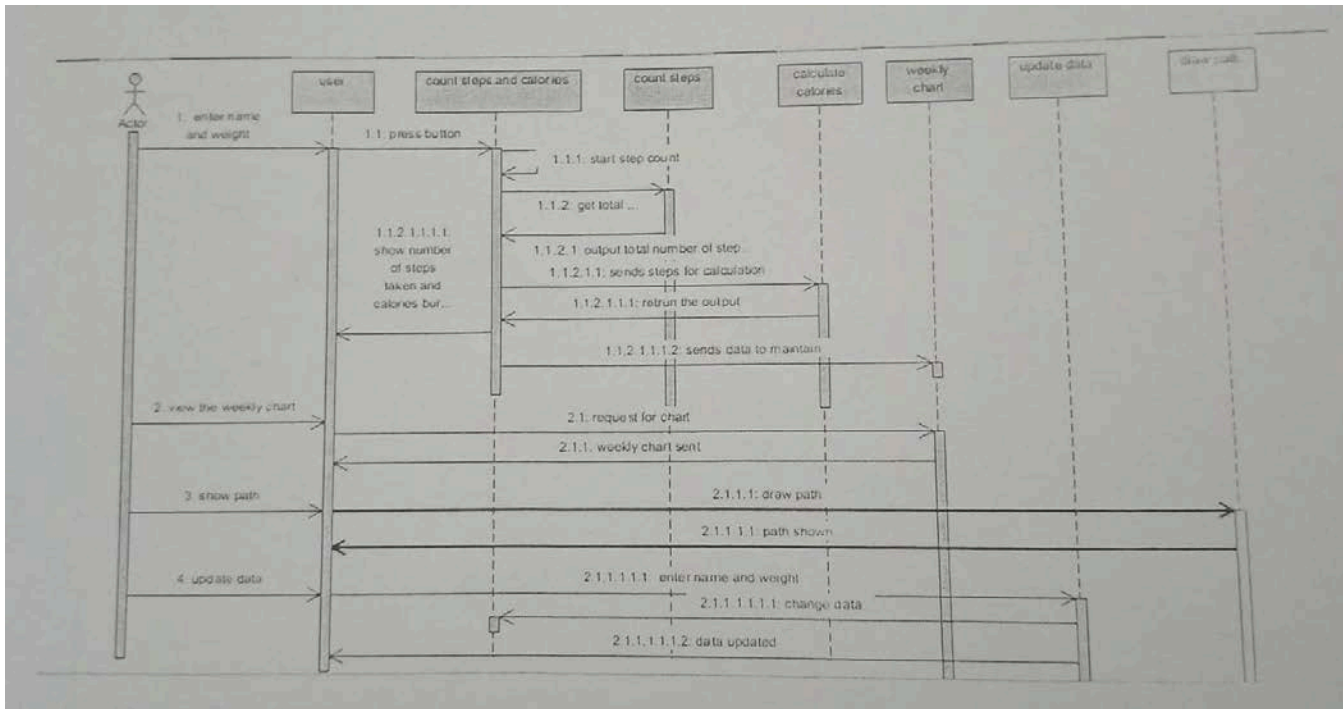 user
count steps and calories
count steps
calculate
calories
weekly
chart
update data
draw path
Actor
1. enter name
and weight
1.1: press button
1.1.1: start step count
1.1.2: get total ...
1.1.2.1.1.1.1:
show number
of steps
taken and
calories bur...
1.1.2.1: output total number of step...
1.1.2.1.1: sends steps for calculation
1.1.2.1.1.1: retrun the output
1.1.2.1.1.1.2: sends data to maintain
2. view the weekly chart
2.1: request for chart
2.1.1: weekly chart sent
3. show path
2.1.1.1: draw path
2.1.1.1.1: path shown
4. update data
2.1.1.1.1.1: enter name and weight
2.1.1.1.1.1.1: change data
2.1.1.1.1.1.2: data updated